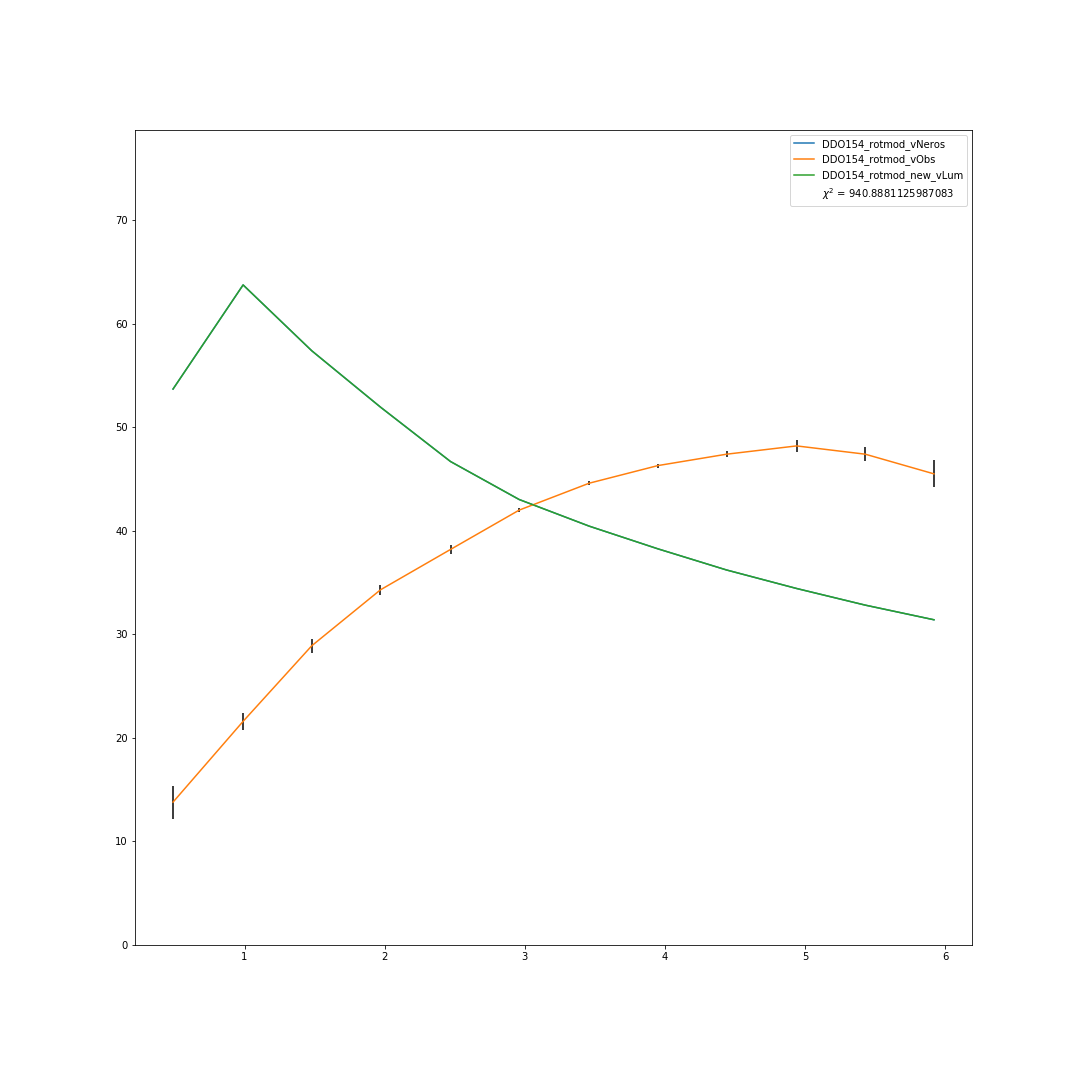 DDO154_rotmod_vNeros
DDO154_rotmod_vObs
DDO154_rotmod_new_vLum
χ² = 940.8881125987083
70
60
50
40
30
20
10
0
1 2 3 4 5 6